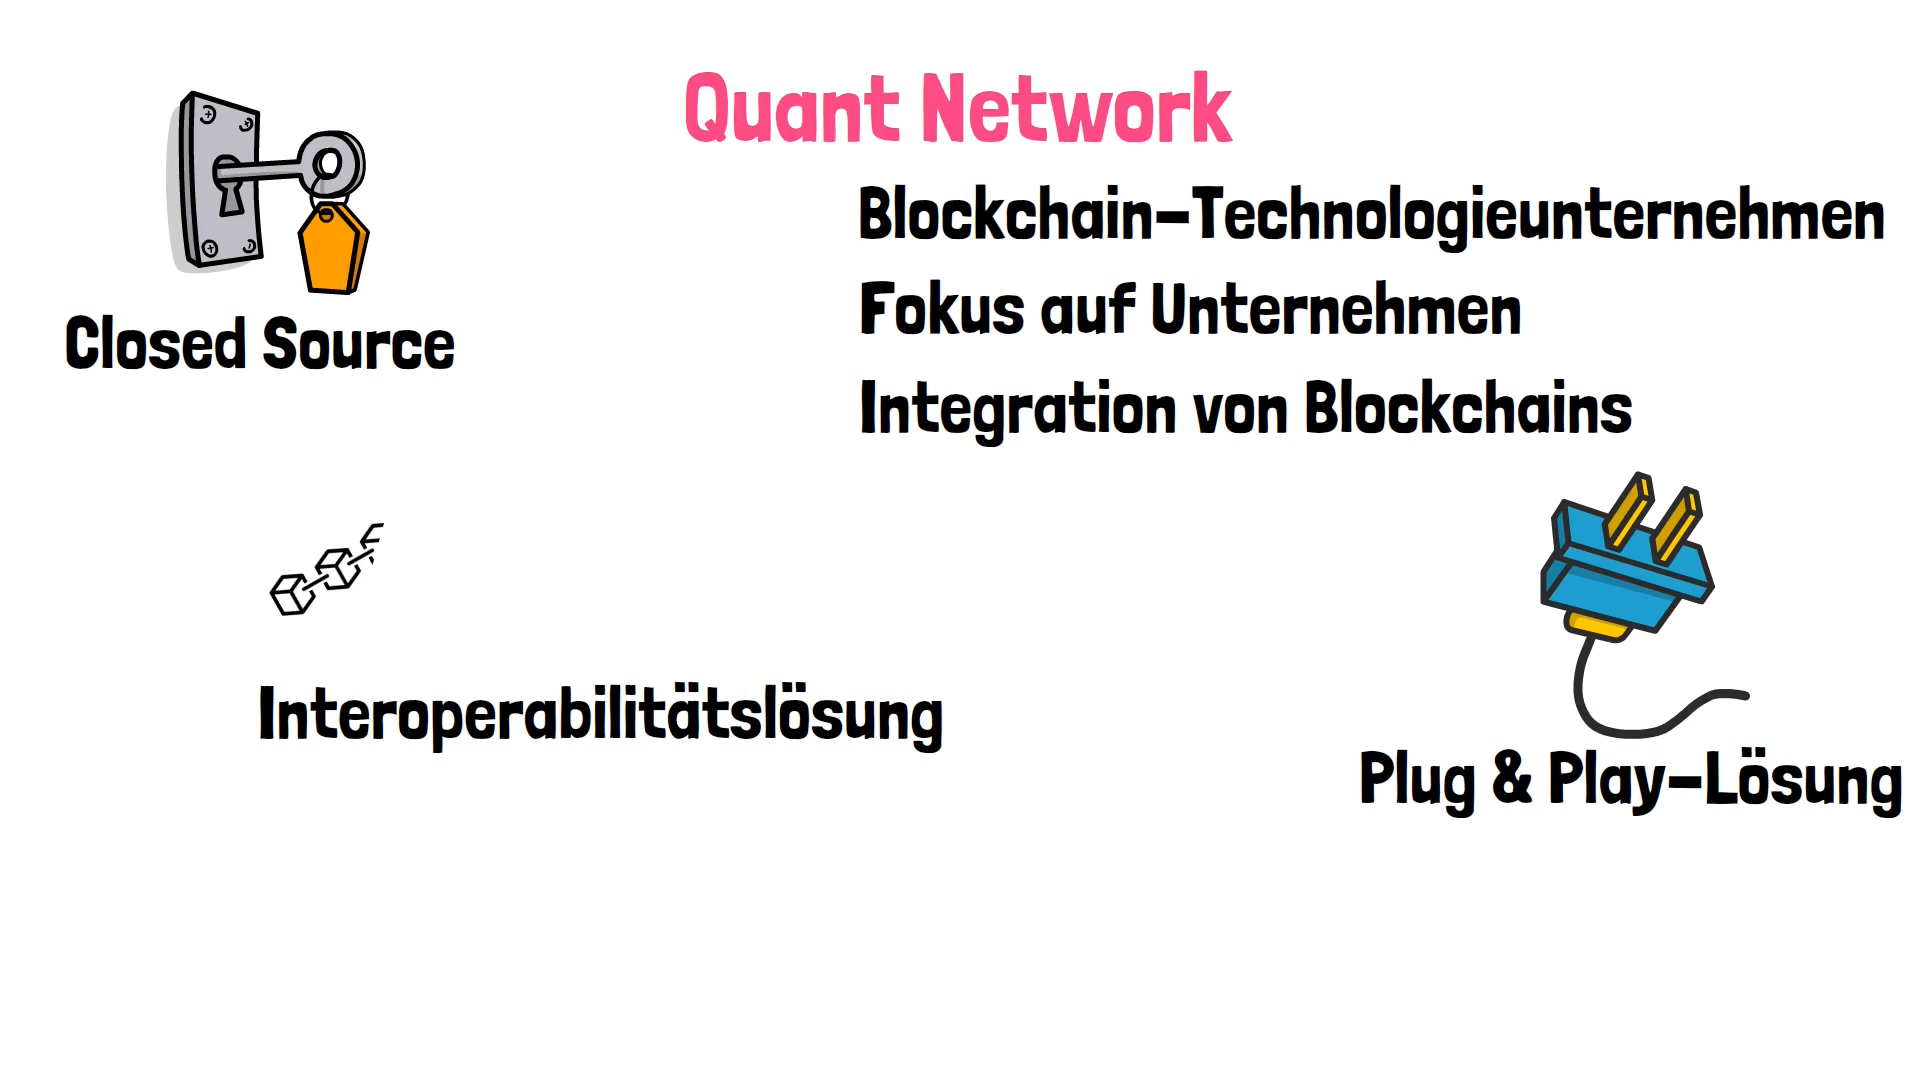 Quant Network
Blockchain-Technologieunternehmen
Fokus auf Unternehmen
Integration von Blockchains
Closed Source
Interoperabilitätslösung
Plug & Play-Lösung